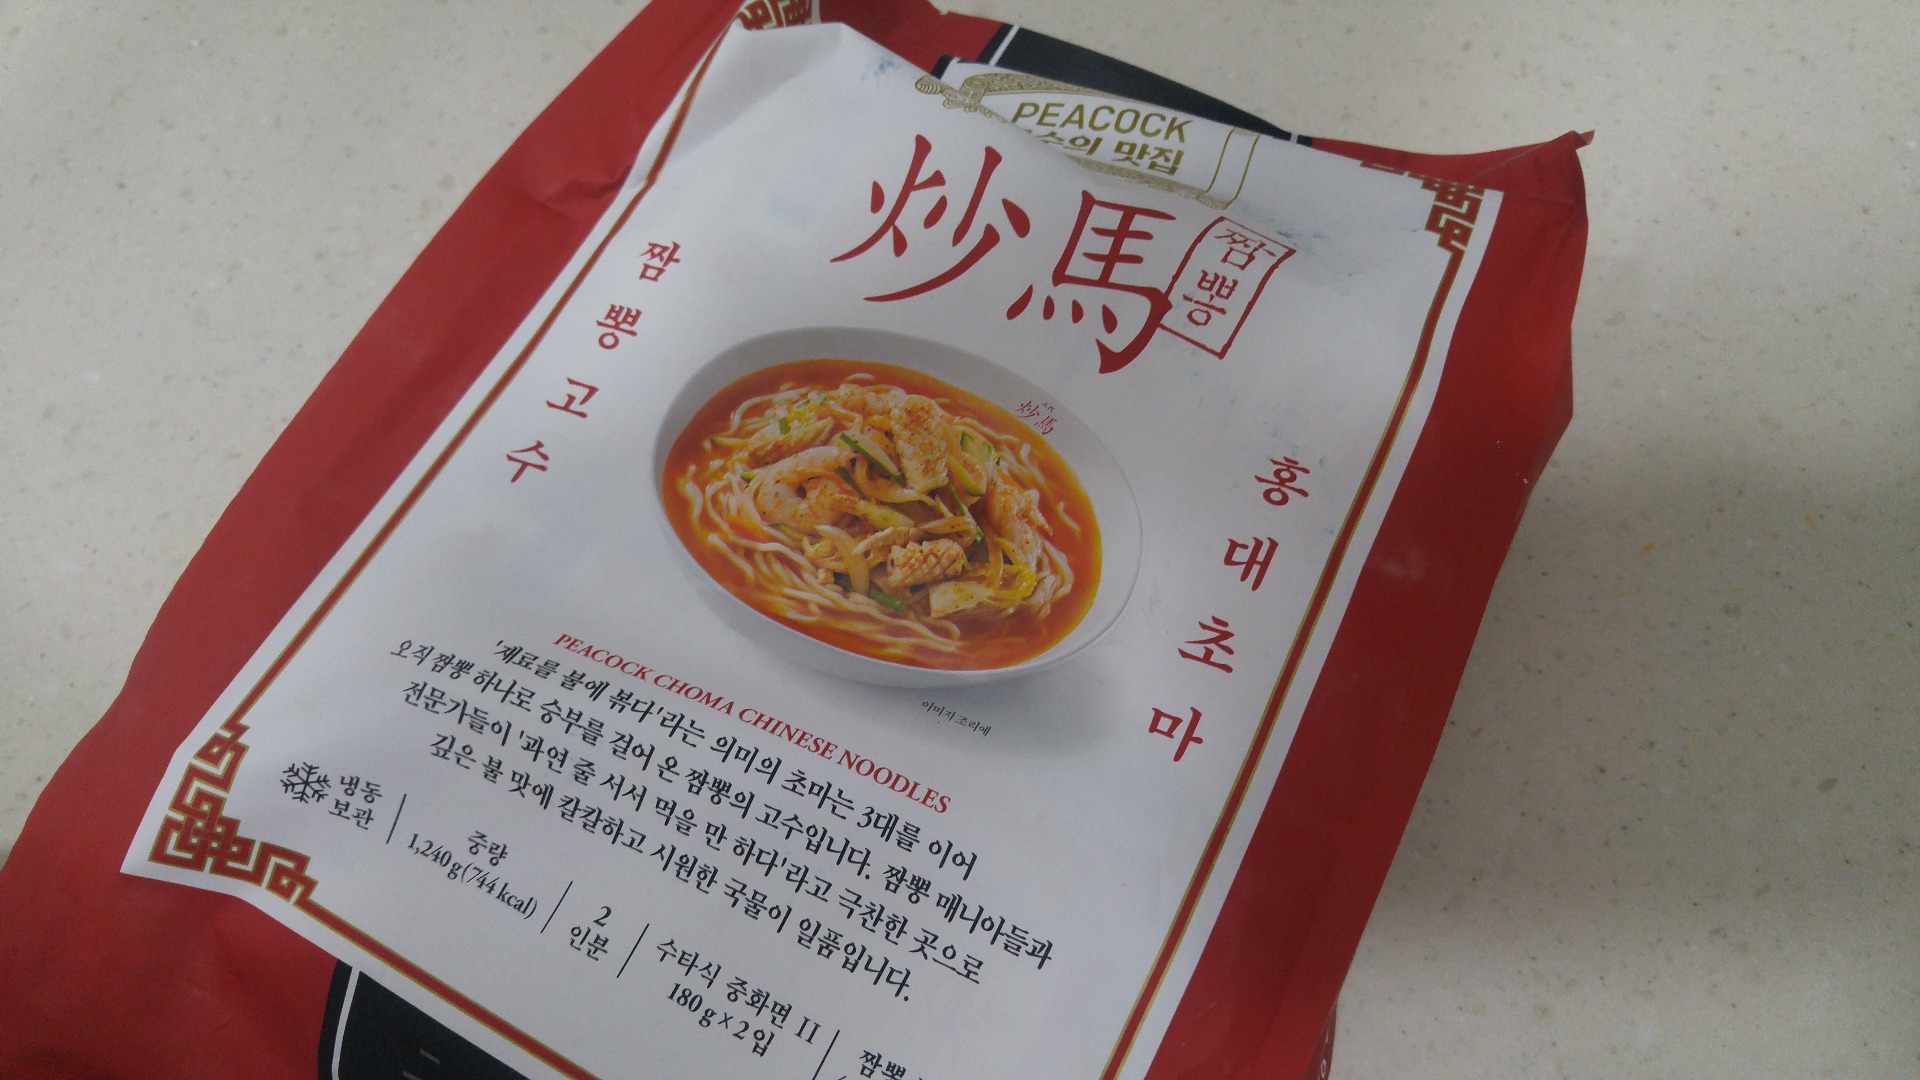 PEACOCK
수의 맛집
炒馬
짬뽕
짬뽕고수
홍대초마
炒馬
이미지 조리예
PEACOCK CHOMA CHINESE NOODLES
'재료를 불에 볶다'라는 의미의 초마는 3대를 이어
오직 짬뽕 하나로 승부를 걸어 온 짬뽕의 고수입니다. 짬뽕 매니아들과
전문가들이 '과연 줄 서서 먹을 만 하다'라고 극찬한 곳으로
깊은 불 맛에 칼칼하고 시원한 국물이 일품입니다.
냉동
보관
중량
1,240g(744kcal)
2
인분
수타식 중화면 II
180g×2입
짬뽕